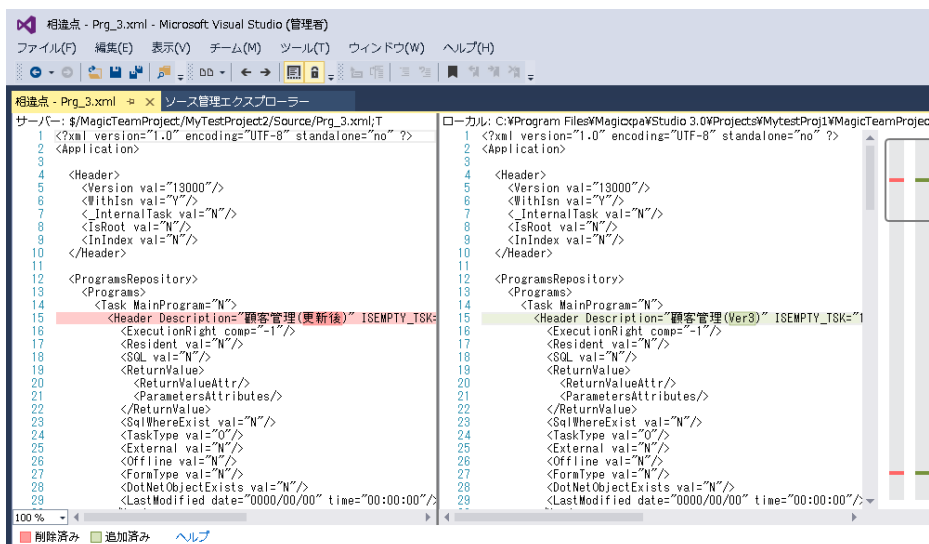 相違点 - Prg_3.xml - Microsoft Visual Studio (管理者)
ファイル(F) 編集(E) 表示(V) チーム(M) ツール(T) ウィンドウ(W) ヘルプ(H)
相違点 - Prg_3.xml ソース管理エクスプローラー
サーバー: $/MagicTeamProject/MyTestProject2/Source/Prg_3.xml;T
1 <?xml version="1.0" encoding="UTF-8" standalone="no" ?>
2 <Application>
3
4 <Header>
5 <Version val="13000"/>
6 <WithIsn val="Y"/>
7 <_InternalTask val="N"/>
8 <IsRoot val="N"/>
9 <InIndex val="N"/>
10 </Header>
11
12 <ProgramsRepository>
13 <Programs>
14 <Task MainProgram="N">
15 <Header Description="顧客管理(更新後)" ISEMPTY_TSK=
16 <ExecutionRight comp="-1"/>
17 <Resident val="N"/>
18 <SQL val="N"/>
19 <ReturnValue>
20 <ReturnValueAttr/>
21 <ParametersAttributes/>
22 </ReturnValue>
23 <SqlWhereExist val="N"/>
24 <TaskType val="O"/>
25 <External val="N"/>
26 <Offline val="N"/>
27 <FormType val="N"/>
28 <DotNetObjectExists val="N"/>
29 <LastModified date="0000/00/00" time="00:00:00"/>
ローカル: C:¥Program Files¥Magicxpa¥Studio 3.0¥Projects¥MytestProj1¥MagicTeamProjec
1 <?xml version="1.0" encoding="UTF-8" standalone="no" ?>
2 <Application>
3
4 <Header>
5 <Version val="13000"/>
6 <WithIsn val="Y"/>
7 <_InternalTask val="N"/>
8 <IsRoot val="N"/>
9 <InIndex val="N"/>
10 </Header>
11
12 <ProgramsRepository>
13 <Programs>
14 <Task MainProgram="N">
15 <Header Description="顧客管理(Ver3)" ISEMPTY_TSK="1
16 <ExecutionRight comp="-1"/>
17 <Resident val="N"/>
18 <SQL val="N"/>
19 <ReturnValue>
20 <ReturnValueAttr/>
21 <ParametersAttributes/>
22 </ReturnValue>
23 <SqlWhereExist val="N"/>
24 <TaskType val="O"/>
25 <External val="N"/>
26 <Offline val="N"/>
27 <FormType val="N"/>
28 <DotNetObjectExists val="N"/>
29 <LastModified date="0000/00/00" time="00:00:00"/>
100 %
削除済み 追加済み ヘルプ